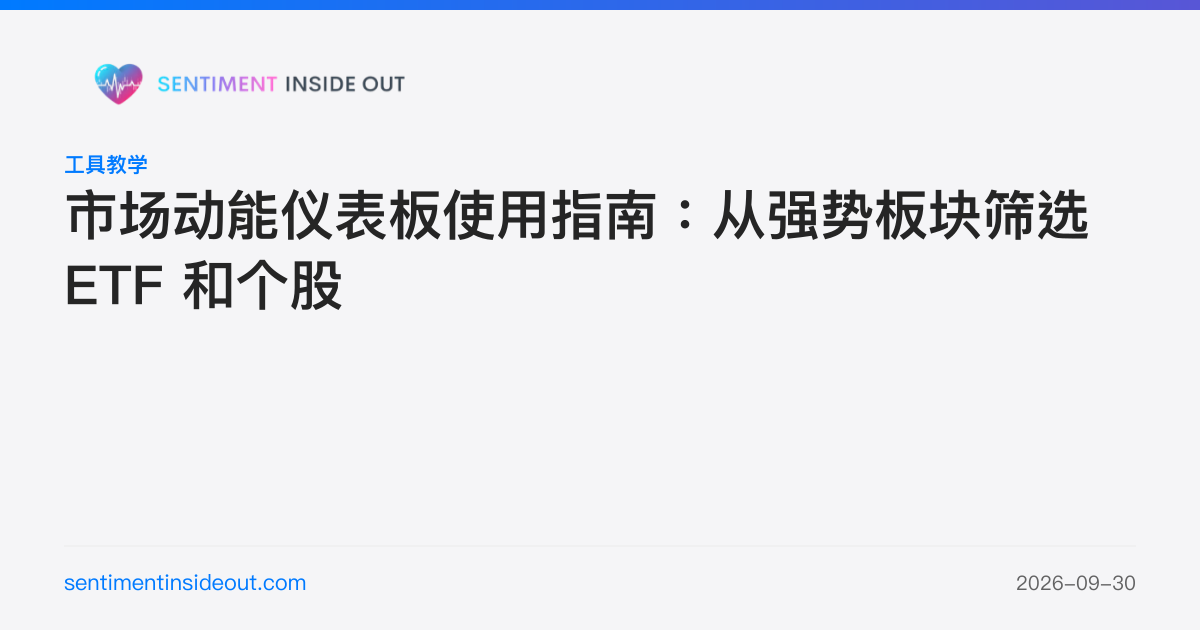 SENTIMENT INSIDE OUT
工具教学
市场动能仪表板使用指南：从强势板块筛选
ETF 和个股
sentimentinsideout.com
2026-09-30